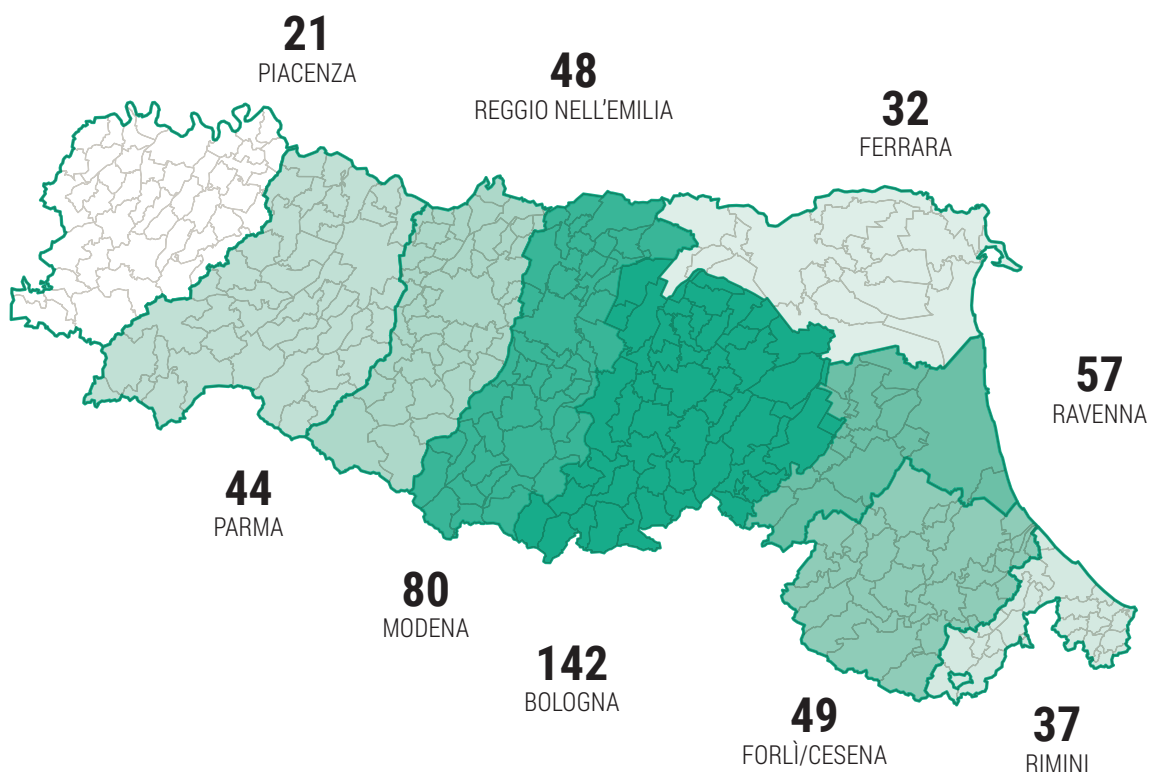 21
PIACENZA
48
REGGIO NELL'EMILIA
32
FERRARA
57
RAVENNA
44
PARMA
80
MODENA
142
BOLOGNA
49
FORLÌ/CESENA
37
RIMINI